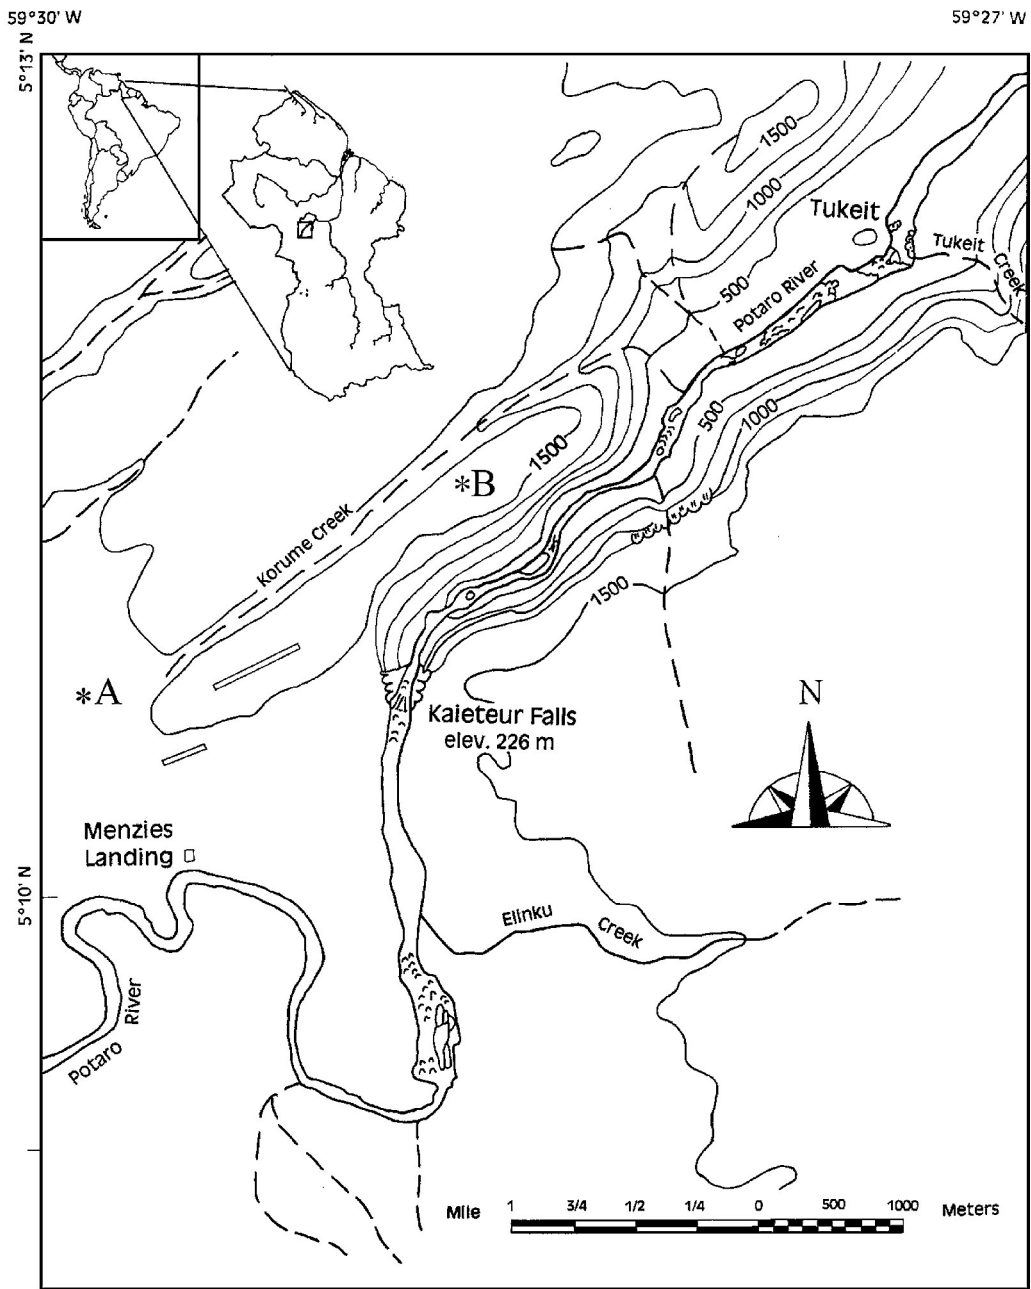 59°30' W
59°27' W
5°13' N
1500
1000
Tukeit
Tukeit
Creek
500
Potaro River
500
1000
1500
*B
Korume Creek
1500
*A
N
Kaieteur Falls
elev. 226 m
Menzies
Landing
5°10' N
Elinku
Creek
Potaro
River
Mile
1
3/4
1/2
1/4
0
500
1000
Meters